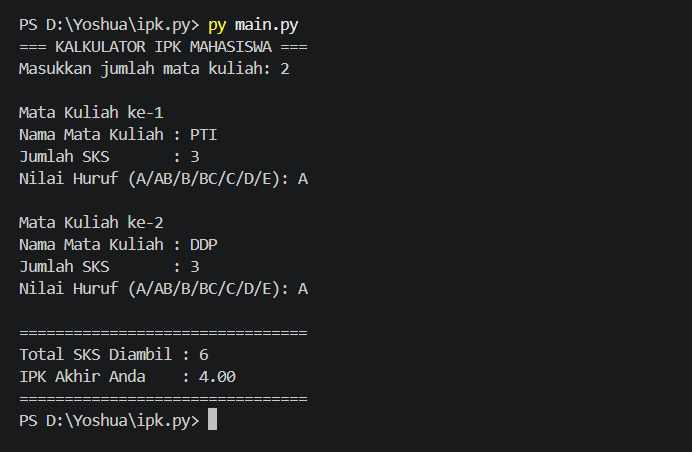 PS D:\Yoshua\ipk.py> py main.py
=== KALKULATOR IPK MAHASISWA ===
Masukkan jumlah mata kuliah: 2

Mata Kuliah ke-1
Nama Mata Kuliah : PTI
Jumlah SKS       : 3
Nilai Huruf (A/AB/B/BC/C/D/E): A

Mata Kuliah ke-2
Nama Mata Kuliah : DDP
Jumlah SKS       : 3
Nilai Huruf (A/AB/B/BC/C/D/E): A

================================
Total SKS Diambil : 6
IPK Akhir Anda    : 4.00
================================
PS D:\Yoshua\ipk.py>